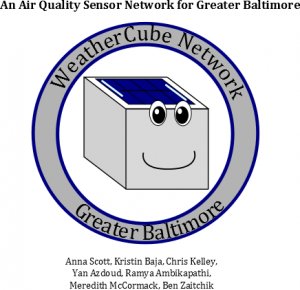 An Air Quality Sensor Network for Greater Baltimore
WeatherCube Network
Greater Baltimore
Anna Scott, Kristin Baja, Chris Kelley,
Yan Azdoud, Ramya Ambikapathi,
Meredith McCormack, Ben Zaitchik